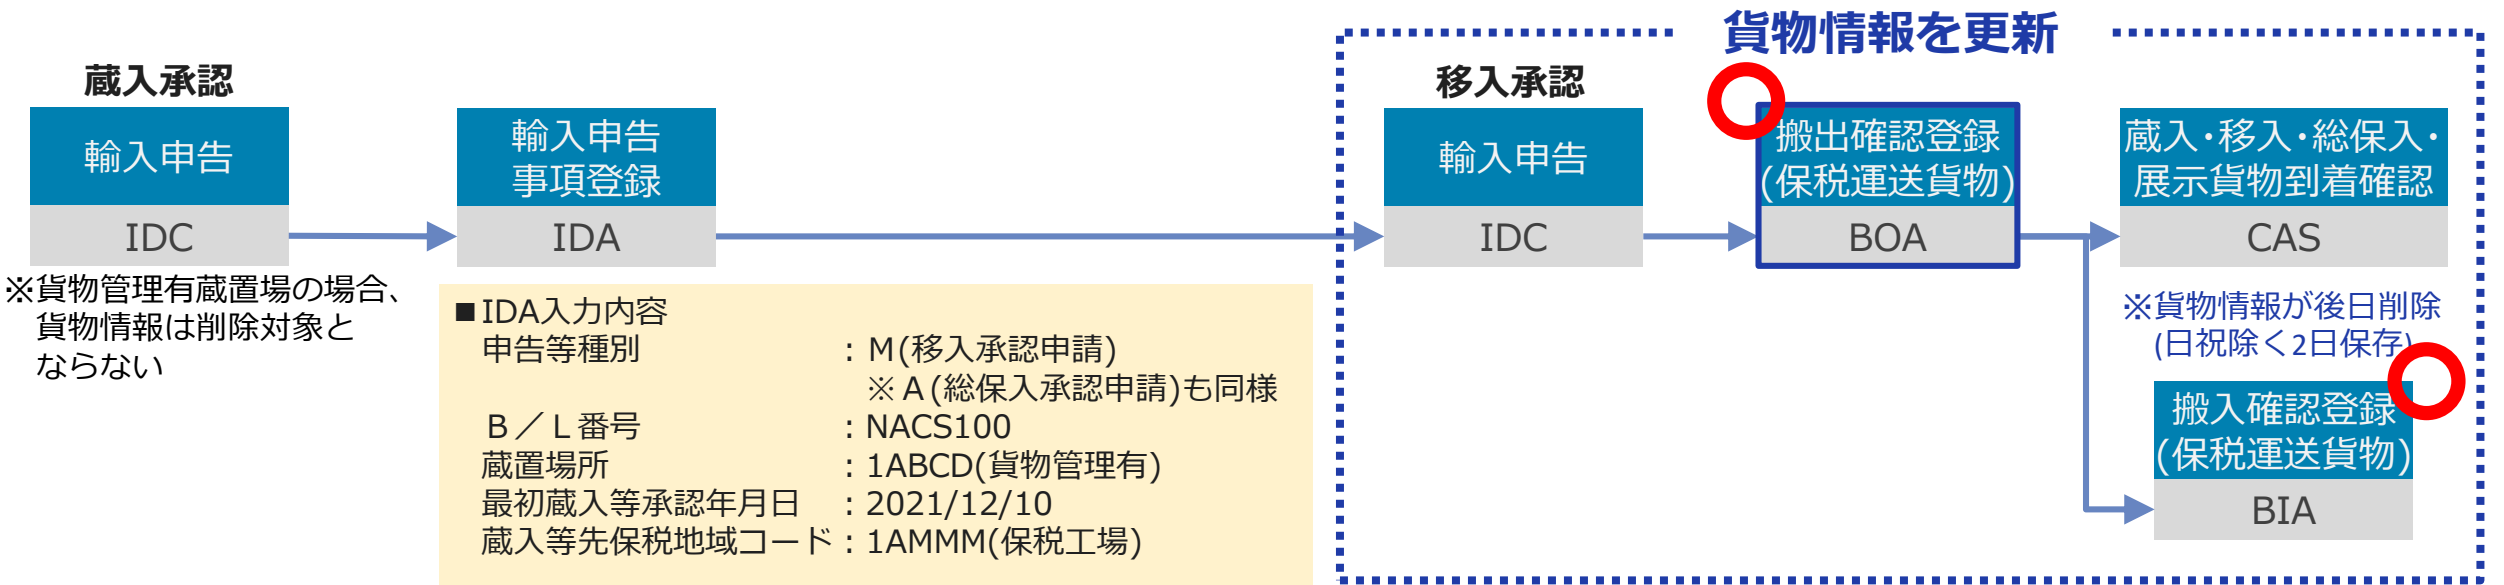 貨物情報を更新
蔵入承認
輸入申告
IDC
※貨物管理有蔵置場の場合、
貨物情報は削除対象と
ならない
輸入申告
事項登録
IDA
■IDA入力内容
申告等種別 : M(移入承認申請)
※A(総保入承認申請)も同様
B/L番号 : NACS100
蔵置場所 : 1ABCD(貨物管理有)
最初蔵入等承認年月日 : 2021/12/10
蔵入等先保税地域コード : 1AMMM(保税工場)
移入承認
輸入申告
IDC
搬出確認登録
(保税運送貨物)
BOA
蔵入・移入・総保入・
展示貨物到着確認
CAS
※貨物情報が後日削除
(日祝除く2日保存)
搬入確認登録
(保税運送貨物)
BIA